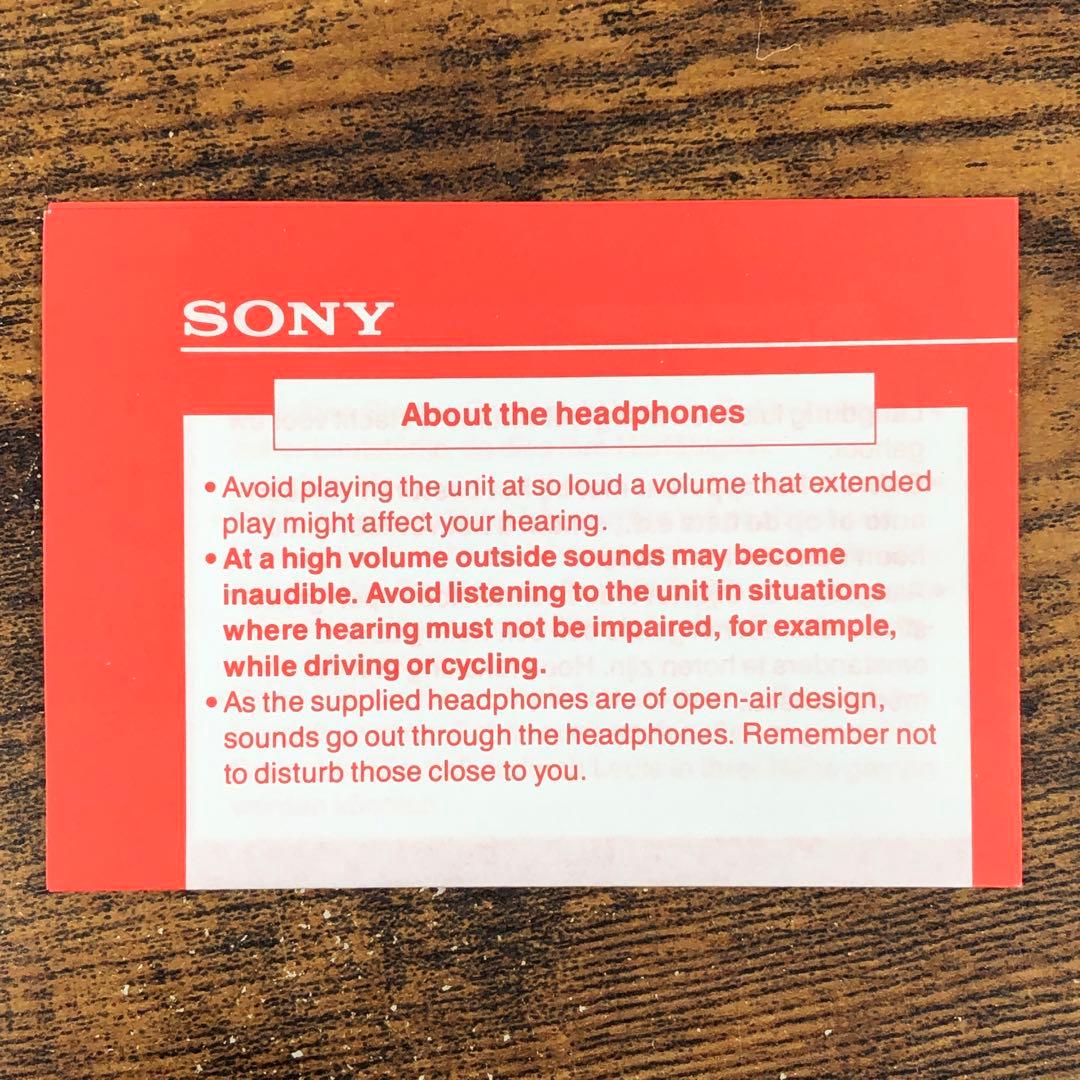 SONY
About the headphones
• Avoid playing the unit at so loud a volume that extended
play might affect your hearing.
• At a high volume outside sounds may become
inaudible. Avoid listening to the unit in situations
where hearing must not be impaired, for example,
while driving or cycling.
• As the supplied headphones are of open-air design,
sounds go out through the headphones. Remember not
to disturb those close to you.